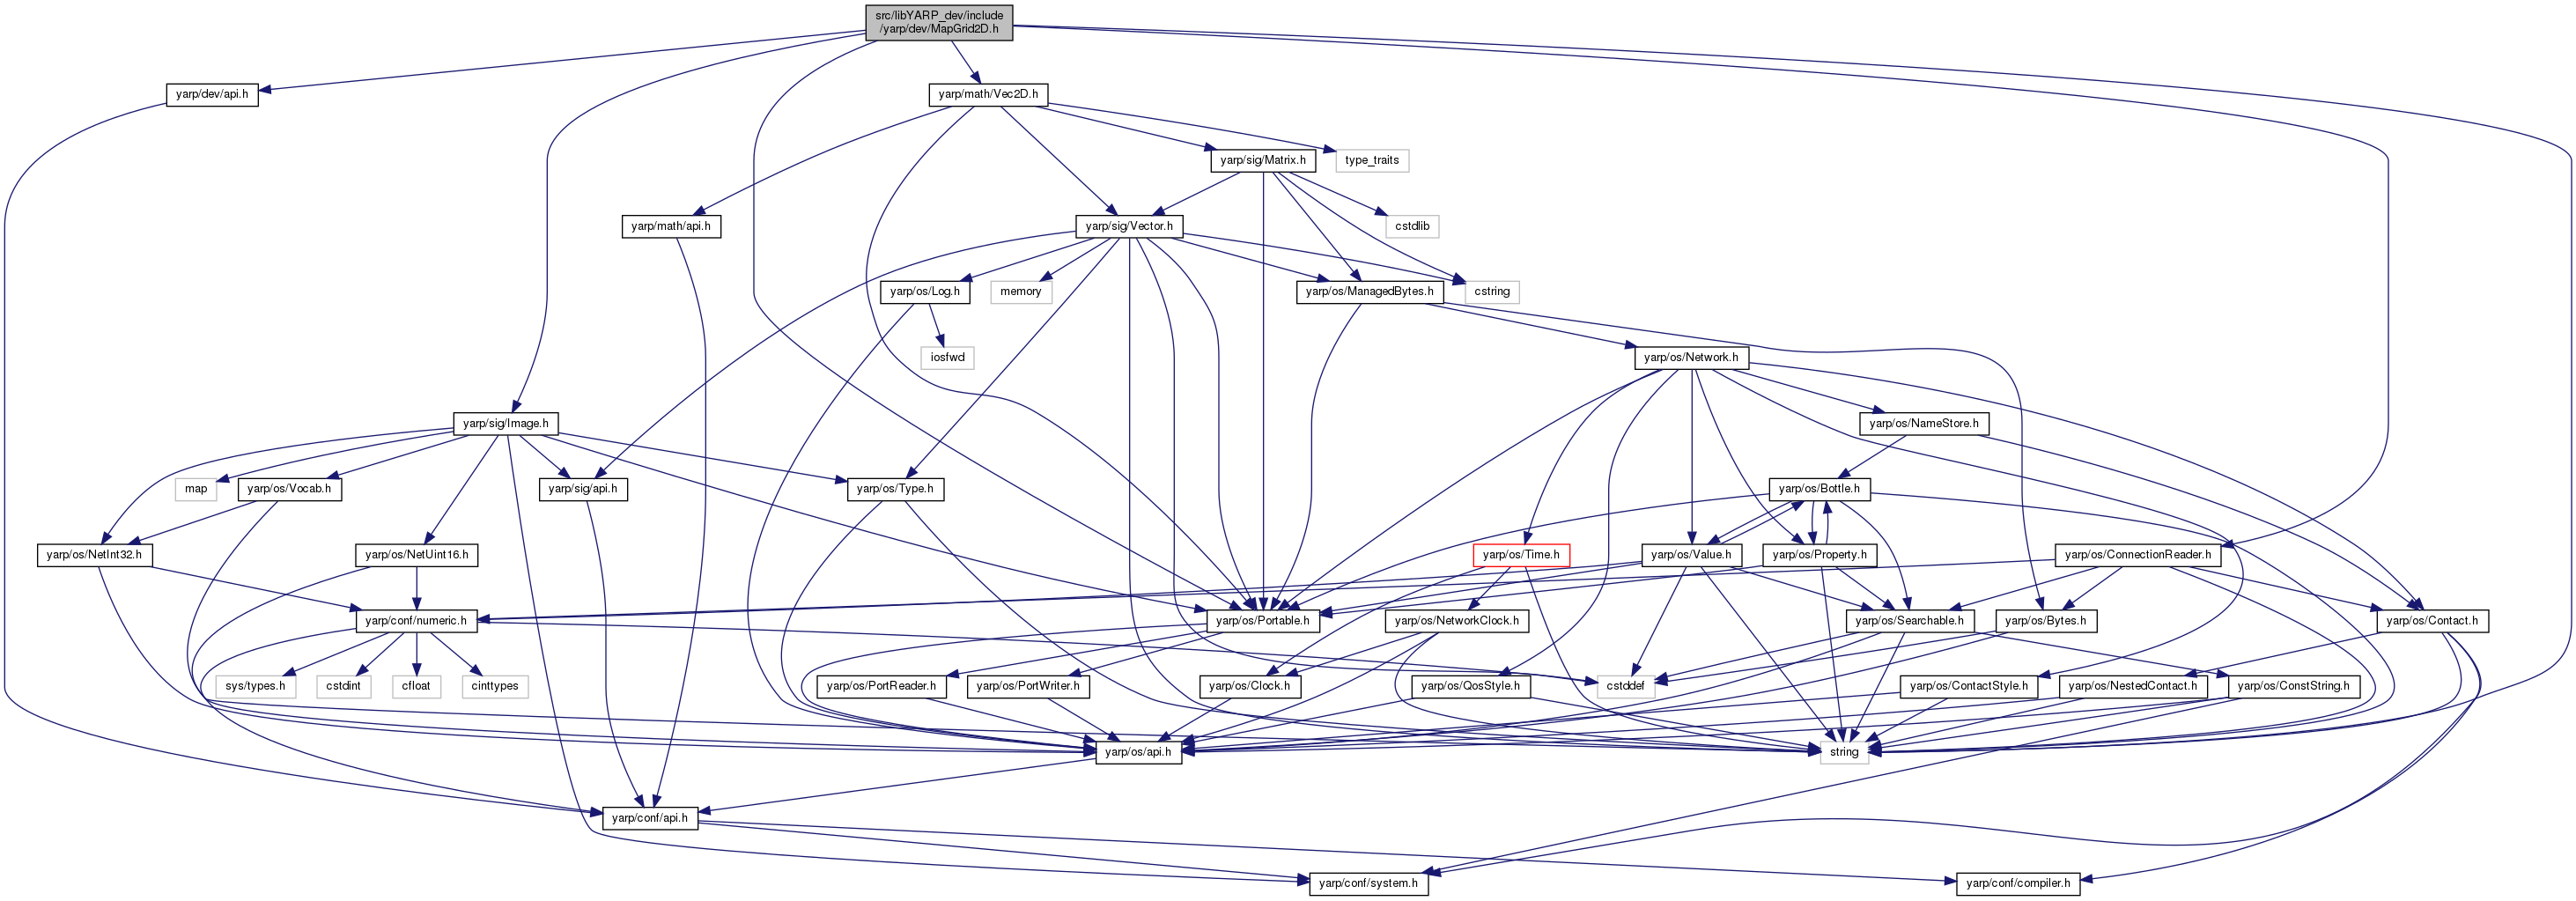 src/libYARP_dev/include
/yarp/dev/MapGrid2D.h
yarp/dev/api.h
yarp/math/Vec2D.h
yarp/sig/Matrix.h
type_traits
yarp/math/api.h
yarp/sig/Vector.h
cstdlib
yarp/os/Log.h
memory
yarp/os/ManagedBytes.h
cstring
iosfwd
yarp/os/Network.h
yarp/sig/Image.h
yarp/os/NameStore.h
map
yarp/os/Vocab.h
yarp/sig/api.h
yarp/os/Type.h
yarp/os/Bottle.h
yarp/os/NetInt32.h
yarp/os/NetUint16.h
yarp/os/Time.h
yarp/os/Value.h
yarp/os/Property.h
yarp/os/ConnectionReader.h
yarp/conf/numeric.h
yarp/os/Portable.h
yarp/os/NetworkClock.h
yarp/os/Searchable.h
yarp/os/Bytes.h
yarp/os/Contact.h
sys/types.h
cstdint
cfloat
cinttypes
yarp/os/PortReader.h
yarp/os/PortWriter.h
yarp/os/Clock.h
yarp/os/QosStyle.h
cstddef
yarp/os/ContactStyle.h
yarp/os/NestedContact.h
yarp/os/ConstString.h
yarp/os/api.h
string
yarp/conf/api.h
yarp/conf/system.h
yarp/conf/compiler.h